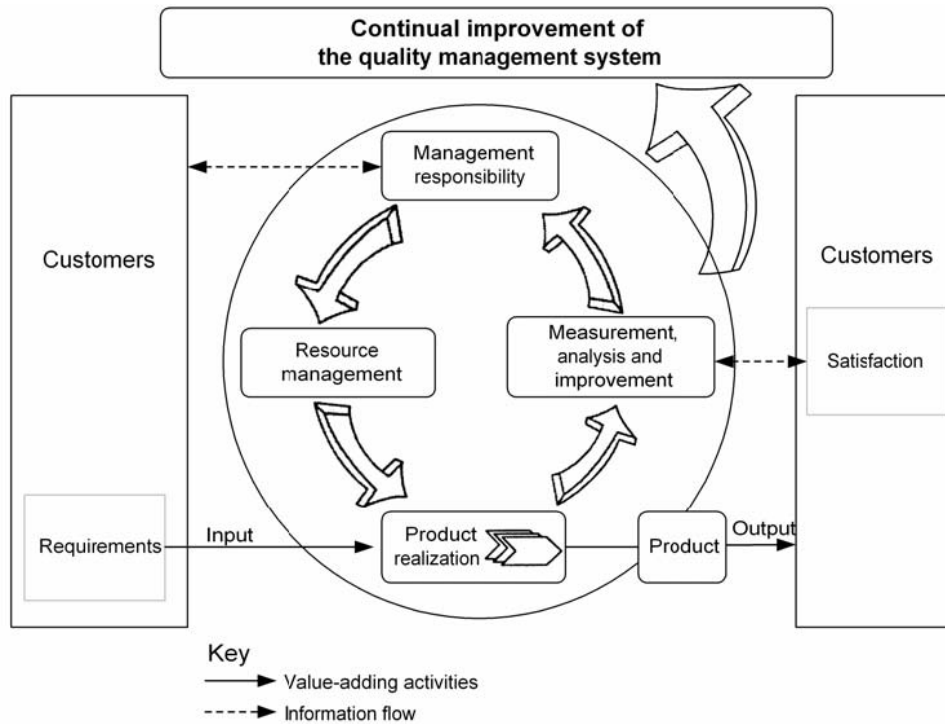 Continual improvement of
the quality management system
Management
responsibility
Customers
Customers
Resource
management
Measurement,
analysis and
improvement
Satisfaction
Requirements
Input
Product
realization
Product
Output
Key
Value-adding activities
Information flow